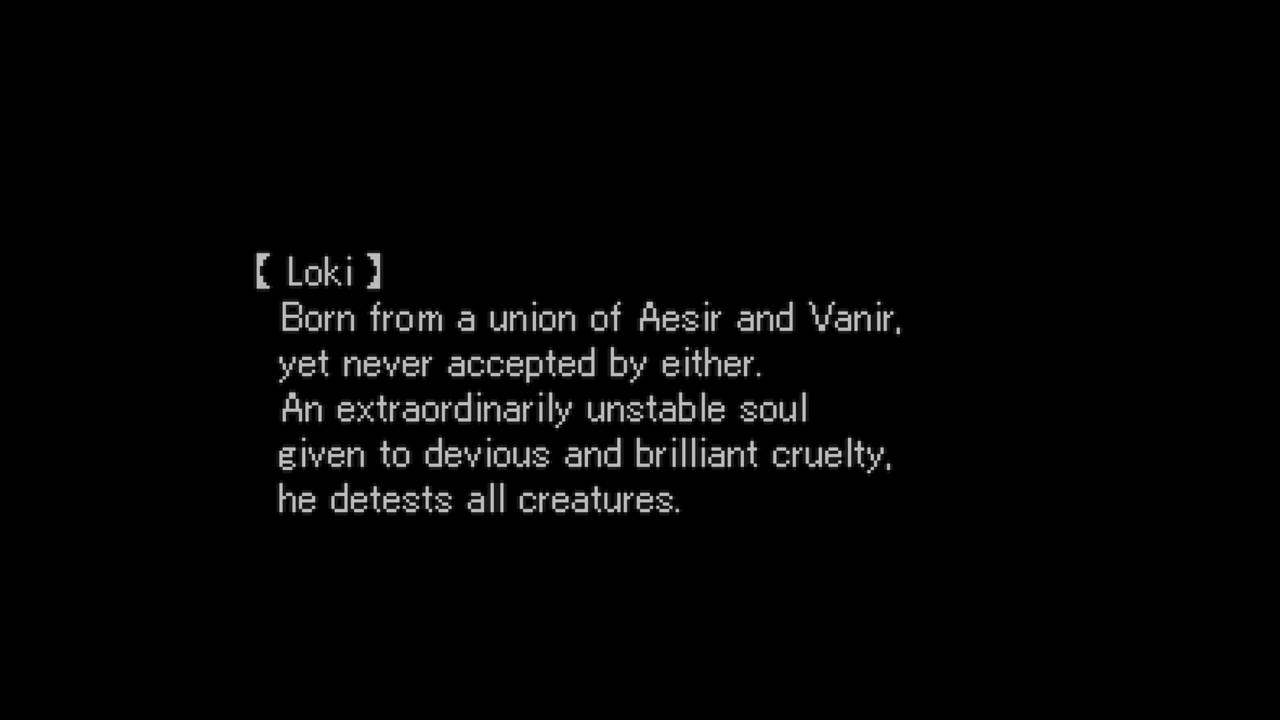 【 Loki 】
Born from a union of Aesir and Vanir,
yet never accepted by either.
An extraordinarily unstable soul
given to devious and brilliant cruelty,
he detests all creatures.